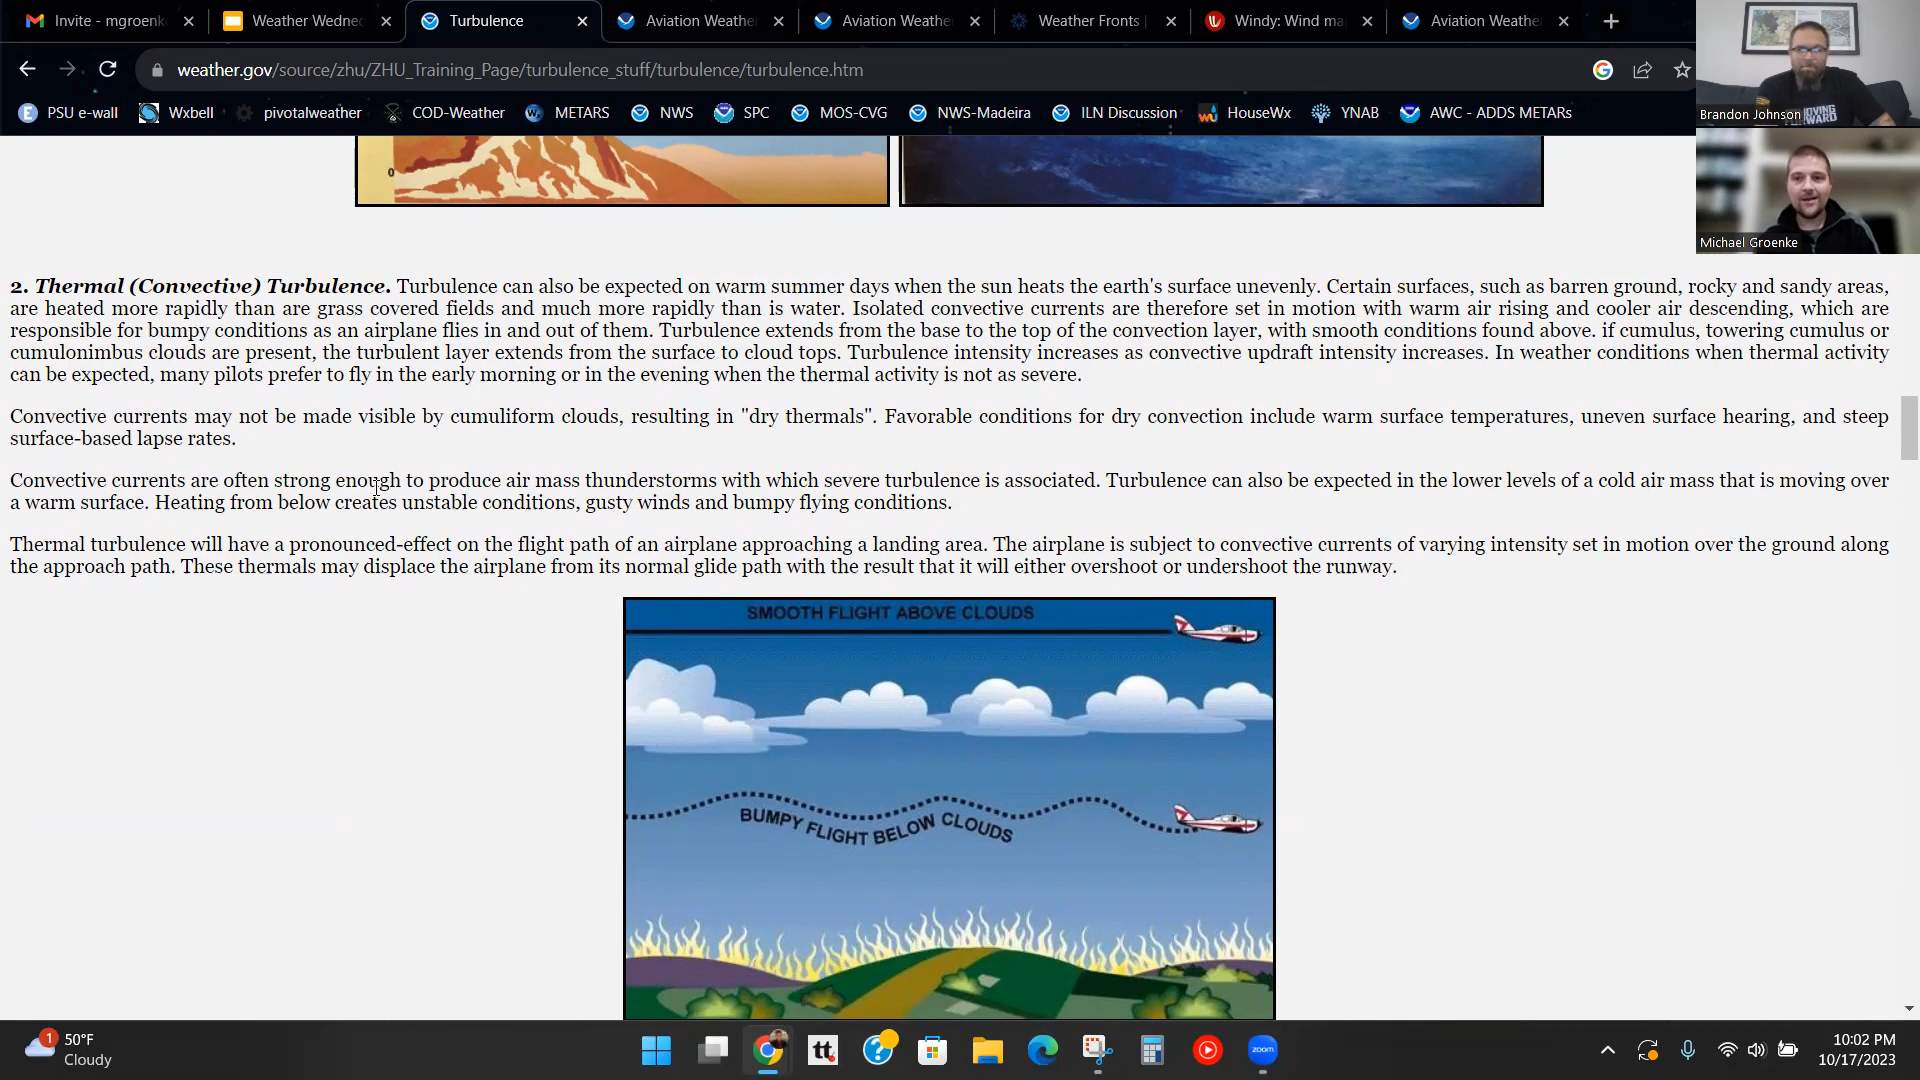 Invite - mgroenk
Weather Wednes
Turbulence
Aviation Weathe
Aviation Weathe
Weather Fronts |
Windy: Wind ma
Aviation Weathe
weather.gov/source/zhu/ZHU_Training_Page/turbulence_stuff/turbulence/turbulence.htm
PSU e-wall
Wxbell
pivotalweather
COD-Weather
METARS
NWS
SPC
MOS-CVG
NWS-Madeira
ILN Discussion
HouseWx
YNAB
AWC - ADDS METARs
Brandon Johnson
MOVING
FORWARD
Michael Groenke
0
2. Thermal (Convective) Turbulence. Turbulence can also be expected on warm summer days when the sun heats the earth's surface unevenly. Certain surfaces, such as barren ground, rocky and sandy areas,
are heated more rapidly than are grass covered fields and much more rapidly than is water. Isolated convective currents are therefore set in motion with warm air rising and cooler air descending, which are
responsible for bumpy conditions as an airplane flies in and out of them. Turbulence extends from the base to the top of the convection layer, with smooth conditions found above. if cumulus, towering cumulus or
cumulonimbus clouds are present, the turbulent layer extends from the surface to cloud tops. Turbulence intensity increases as convective updraft intensity increases. In weather conditions when thermal activity
can be expected, many pilots prefer to fly in the early morning or in the evening when the thermal activity is not as severe.
Convective currents may not be made visible by cumuliform clouds, resulting in "dry thermals". Favorable conditions for dry convection include warm surface temperatures, uneven surface hearing, and steep
surface-based lapse rates.
Convective currents are often strong enough to produce air mass thunderstorms with which severe turbulence is associated. Turbulence can also be expected in the lower levels of a cold air mass that is moving over
a warm surface. Heating from below creates unstable conditions, gusty winds and bumpy flying conditions.
Thermal turbulence will have a pronounced-effect on the flight path of an airplane approaching a landing area. The airplane is subject to convective currents of varying intensity set in motion over the ground along
the approach path. These thermals may displace the airplane from its normal glide path with the result that it will either overshoot or undershoot the runway.
SMOOTH FLIGHT ABOVE CLOUDS
BUMPY FLIGHT BELOW CLOUDS
1
50°F
Cloudy
tt
zoom
10:02 PM
10/17/2023